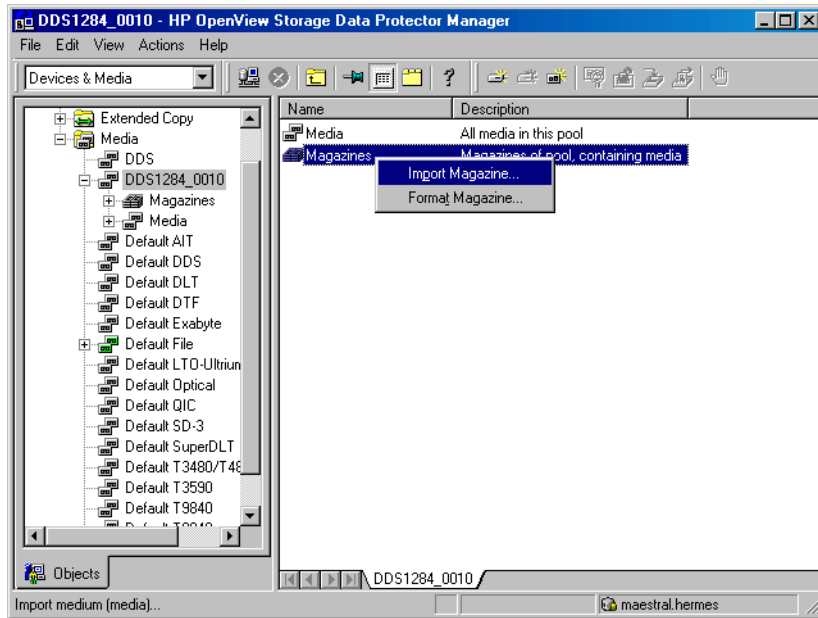 DDS1284_0010 - HP OpenView Storage Data Protector Manager
File Edit View Actions Help
Devices & Media
Extended Copy
Media
DDS
DDS1284_0010
Magazines
Media
Default AIT
Default DDS
Default DLT
Default DTF
Default Exabyte
Default File
Default LTO-Ultriun
Default Optical
Default QIC
Default SD-3
Default SuperDLT
Default T3480/T48
Default T3590
Default T9840
Objects
Name Description
Media All media in this pool
Magazines Magazines of pool, containing media
Import Magazine...
Format Magazine...
DDS1284_0010
Import medium (media)...
maestral.hermes